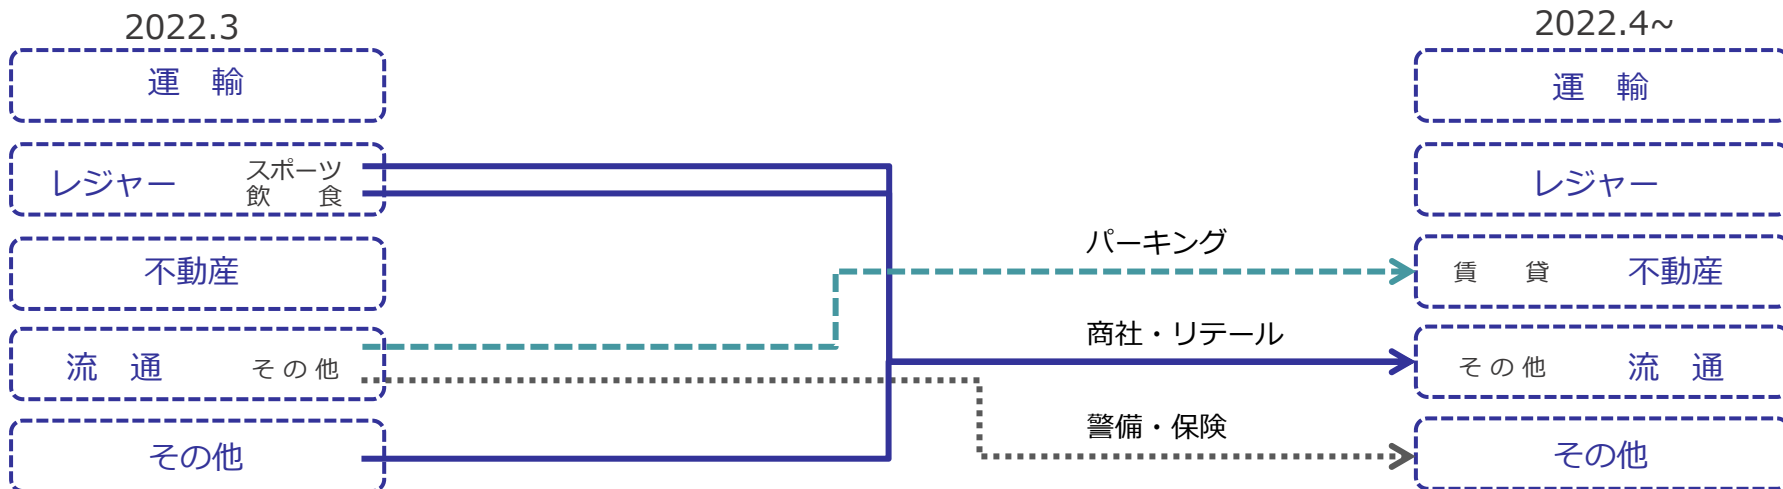 2022.3
2022.4~
運　輸
運　輸
レジャー
スポーツ
飲　　食
レジャー
不動産
パーキング
賃　　貸
不動産
流　通
その他
商社・リテール
その他
流　通
その他
警備・保険
その他